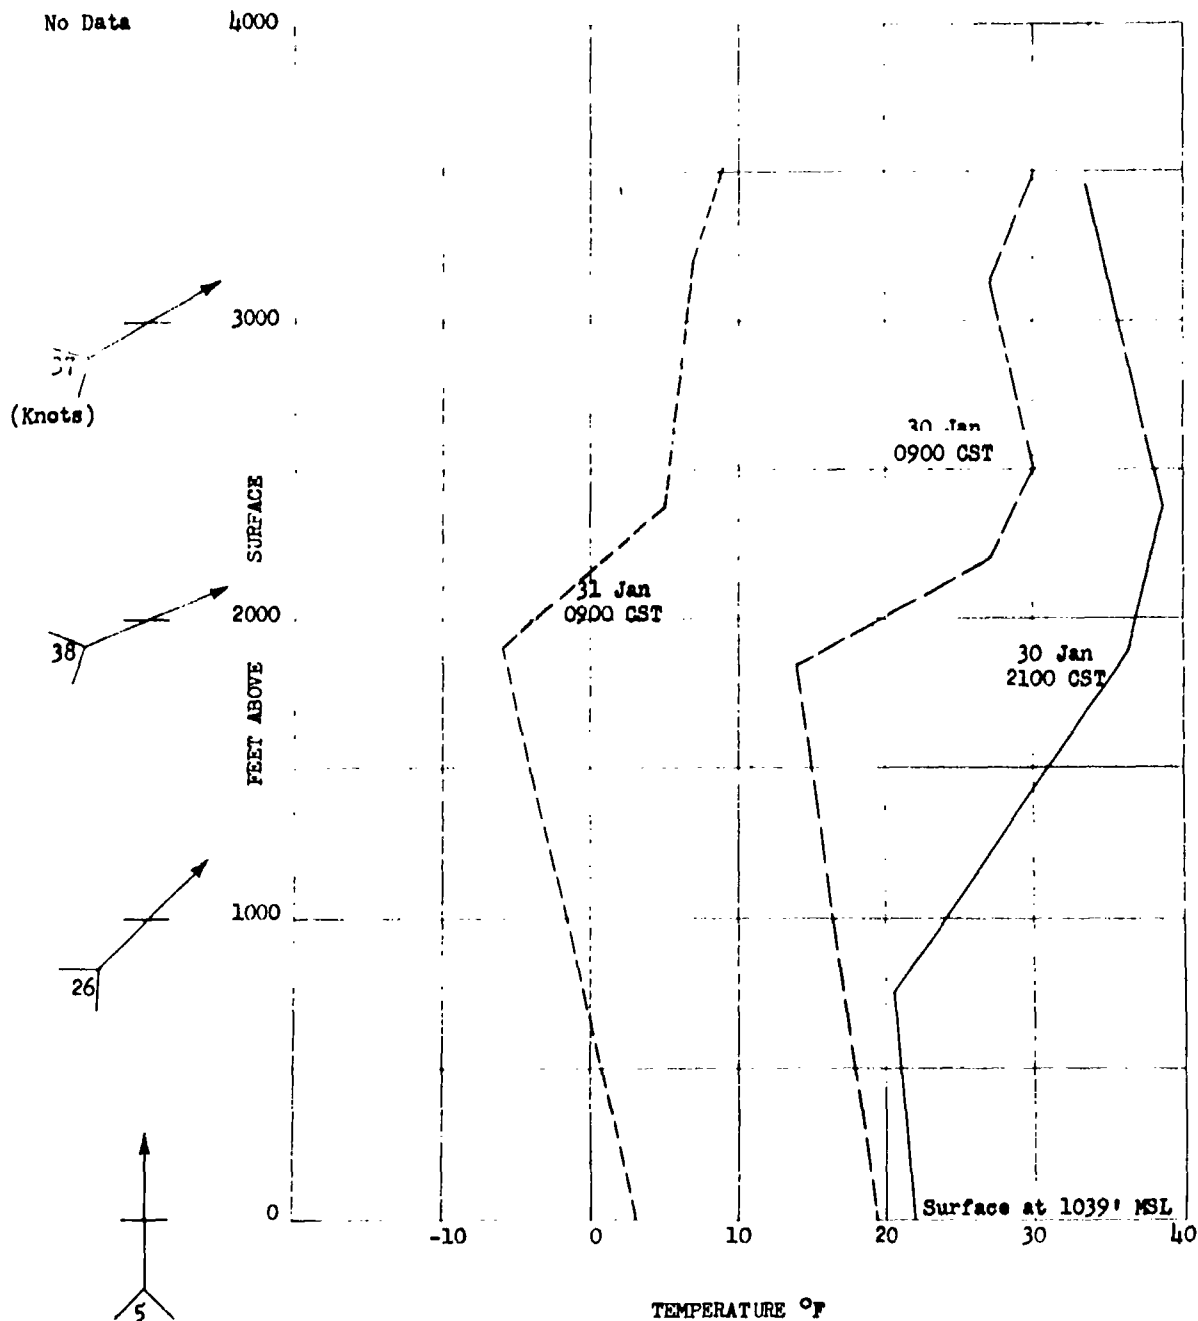 No Data
4000
3000
37
(Knots)
30 Jan
0900 CST
FEET ABOVE SURFACE
31 Jan
0900 CST
2000
38
30 Jan
2100 CST
1000
26
0
Surface at 1039' MSL
-10 0 10 20 30 40
5
TEMPERATURE °F